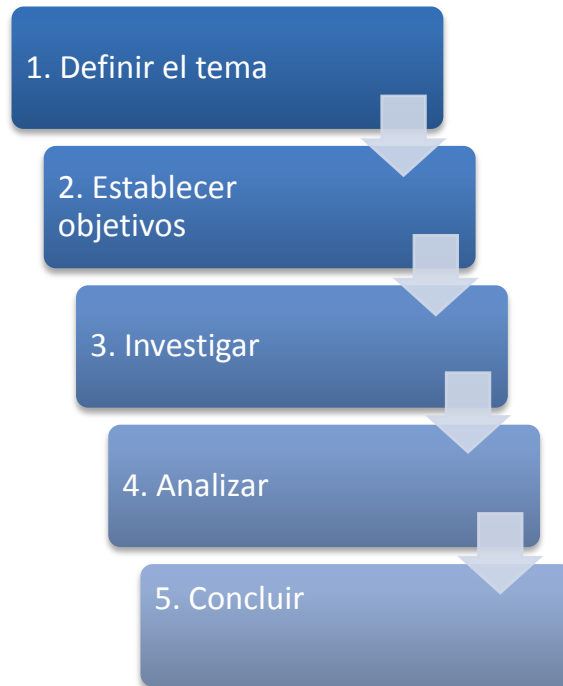 1. Definir el tema
2. Establecer
objetivos
3. Investigar
4. Analizar
5. Concluir